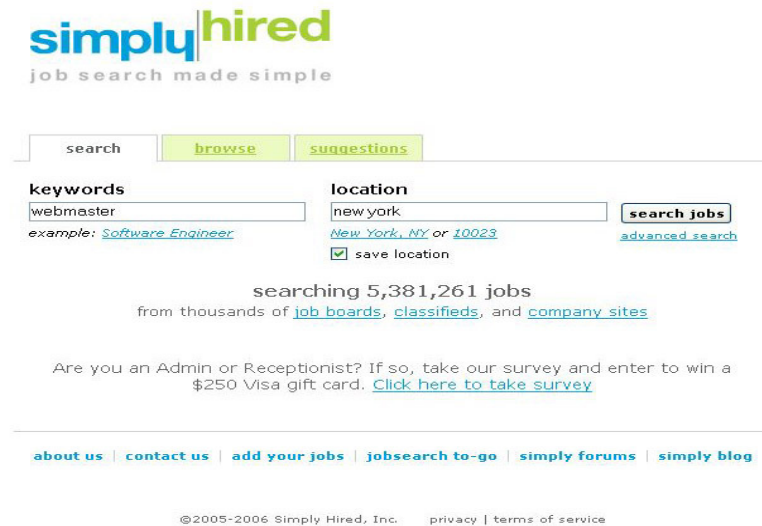 simplyhired
job search made simple
search browse suggestions
keywords location
webmaster new york search jobs
example: Software Engineer New York, NY or 10023 advanced search
save location
searching 5,381,261 jobs
from thousands of job boards, classifieds, and company sites
Are you an Admin or Receptionist? If so, take our survey and enter to win a
$250 Visa gift card. Click here to take survey
about us | contact us | add your jobs | jobsearch to-go | simply forums | simply blog
©2005-2006 Simply Hired, Inc. privacy | terms of service